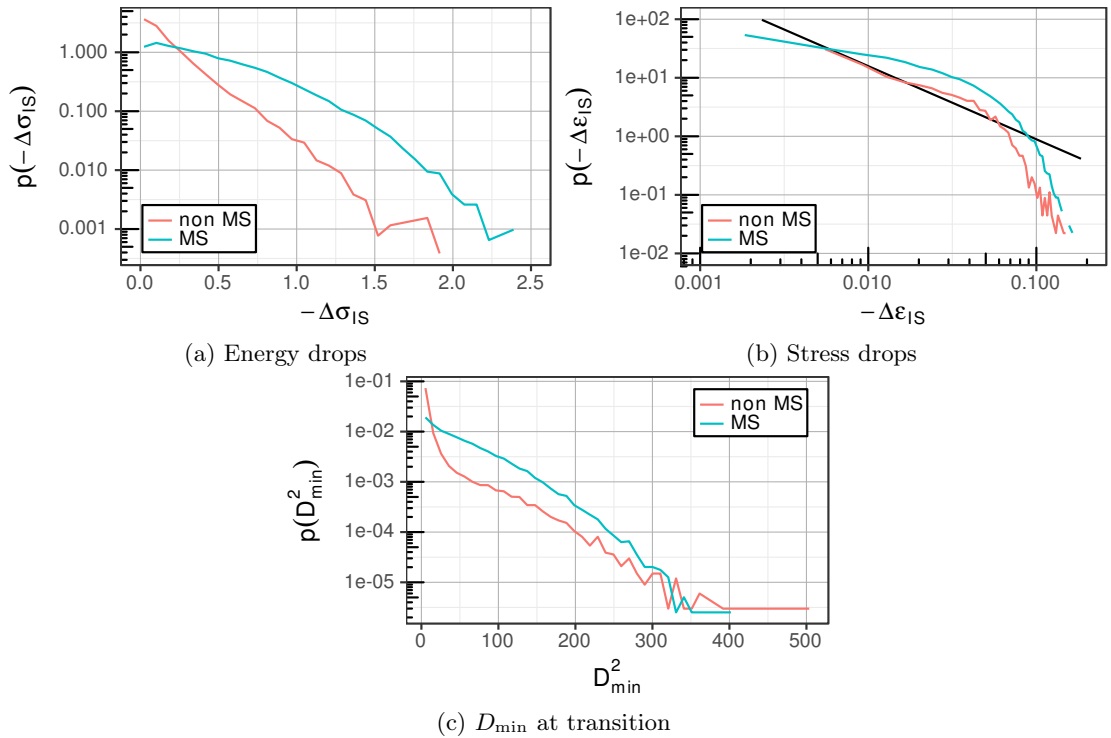 p(−Δσ_IS)
1.000
0.100
0.010
0.001
non MS
MS
0.0 0.5 1.0 1.5 2.0 2.5
−Δσ_IS
(a) Energy drops
p(−Δε_IS)
1e+02
1e+01
1e+00
1e-01
1e-02
non MS
MS
0.001 0.010 0.100
−Δε_IS
(b) Stress drops
p(D²_min)
1e-01
1e-02
1e-03
1e-04
1e-05
non MS
MS
0 100 200 300 400 500
D²_min
(c) D_min at transition